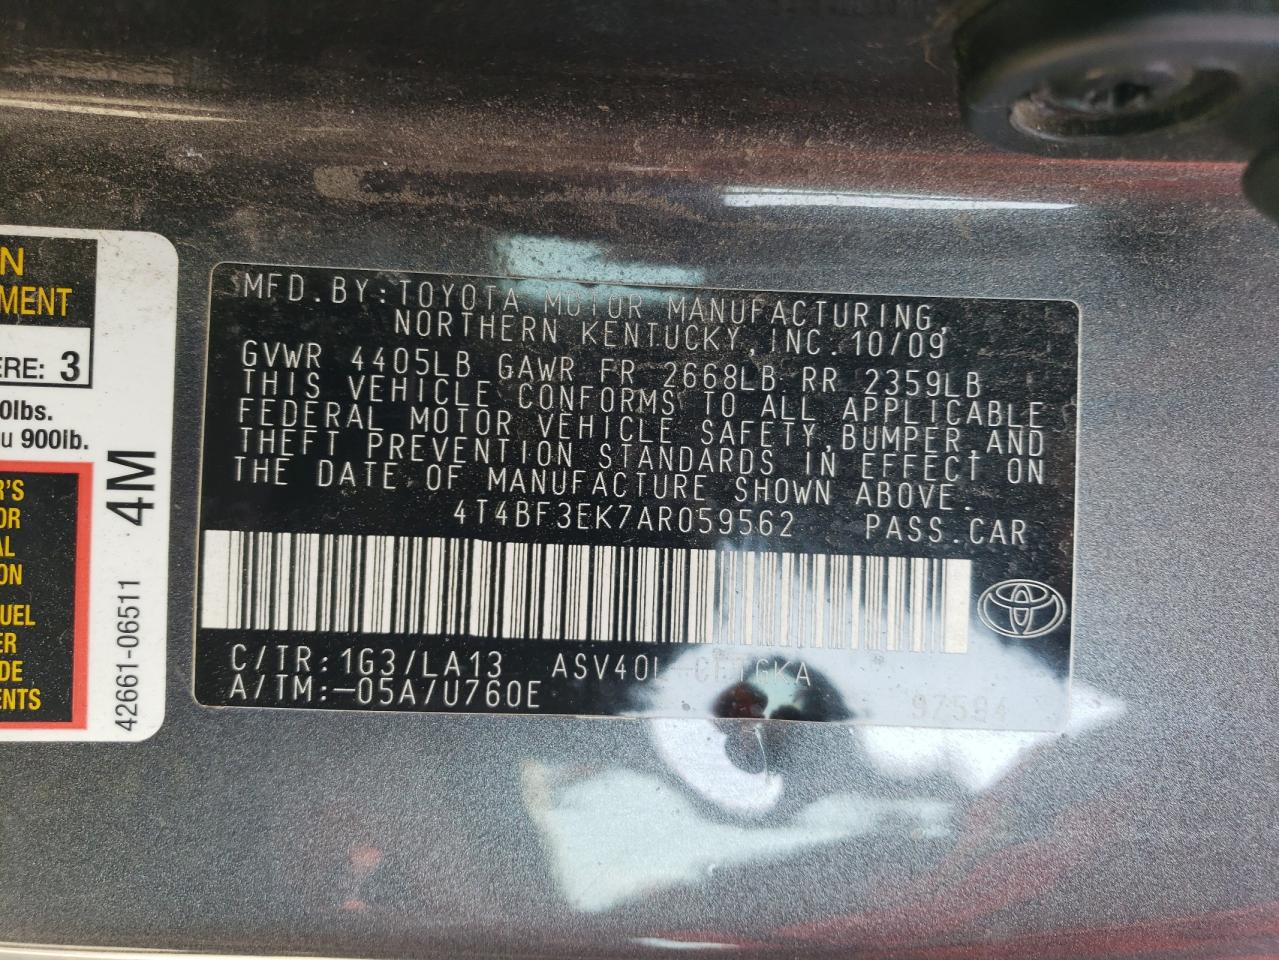 N
MENT
ERE: 3
0lbs.
u 900lb.
R'S
OR
AL
ON
UEL
ER
DE
ENTS
42661-06511 4M
MFD.BY:TOYOTA MOTOR MANUFACTURING,
NORTHERN KENTUCKY,INC.10/09
GVWR 4405LB GAWR FR 2668LB RR 2359LB
THIS VEHICLE CONFORMS TO ALL APPLICABLE
FEDERAL MOTOR VEHICLE SAFETY,BUMPER,AND
THEFT PREVENTION STANDARDS IN EFFECT ON
THE DATE OF MANUFACTURE SHOWN ABOVE.
4T4BF3EK7AR059562 PASS.CAR
C/TR:1G3/LA13 ASV40L-CETGKA
A/TM:-05A/U760E 97594